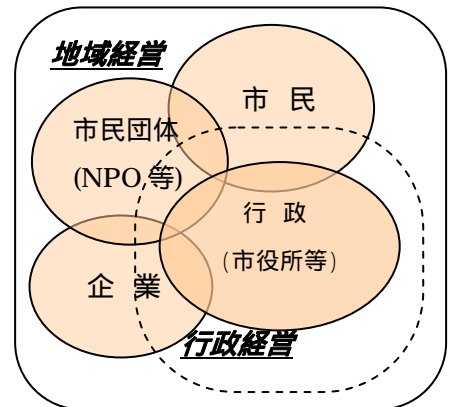 地域経営
市 民
市民団体
(NPO 等)
行 政
(市役所等)
企 業
行政経営